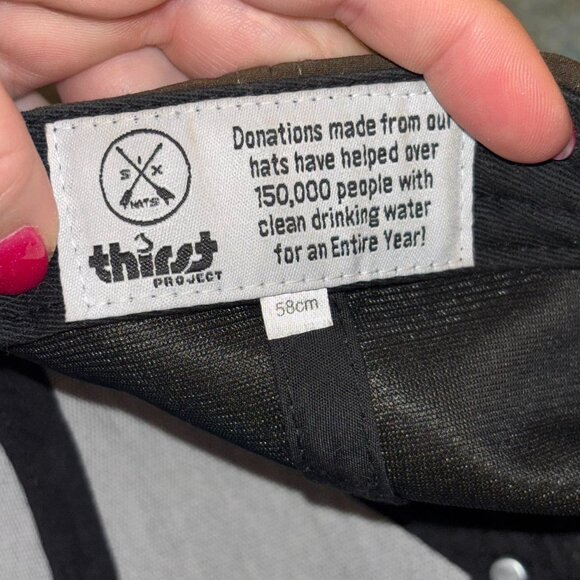 SIX
HATS
thirst
PROJECT
Donations made from our
hats have helped over
150,000 people with
clean drinking water
for an Entire Year!
58cm